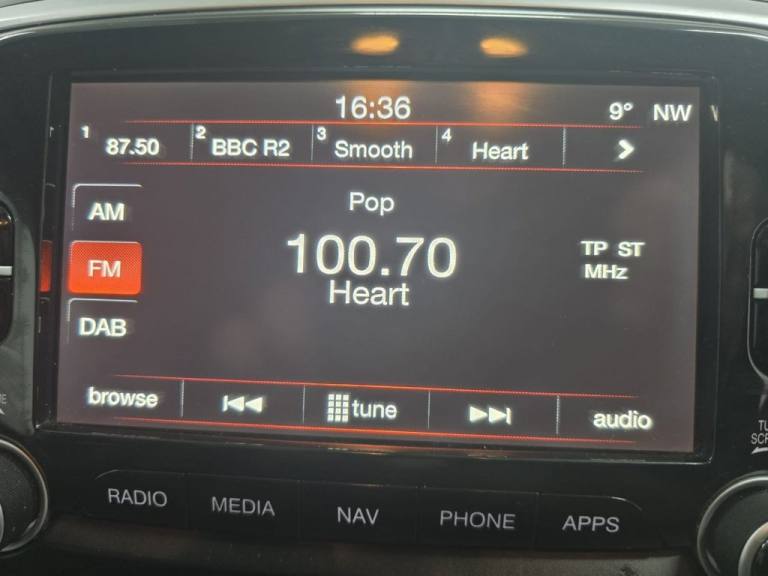 16:36 9° NW
1 87.50 2 BBC R2 3 Smooth 4 Heart
Pop
AM
100.70 TP ST
FM MHz
Heart
DAB
browse tune audio
RADIO MEDIA NAV PHONE APPS